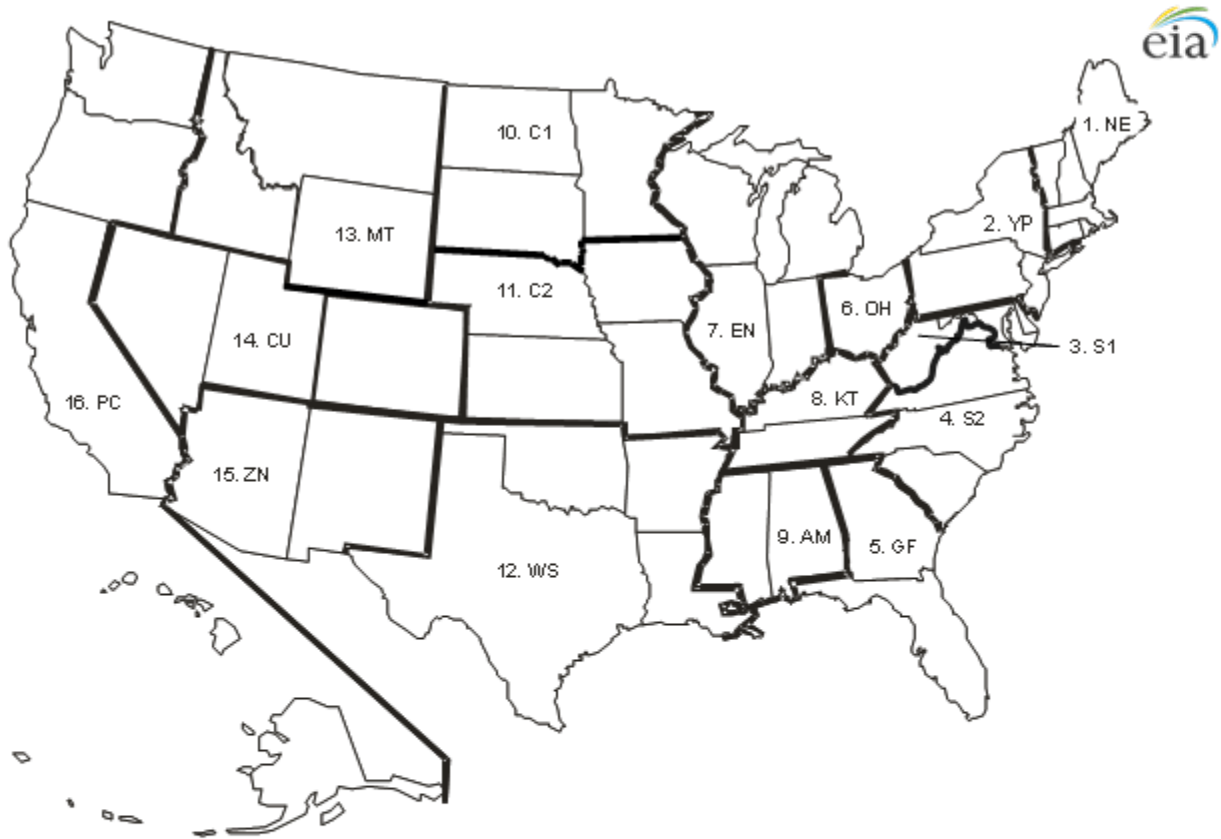 eia
1. NE
10. C1
2. YP
13. MT
11. C2
6. OH
7. EN
14. CU
3. S1
16. PC
8. KT
4. S2
15. ZN
9. AM
5. GF
12. WS